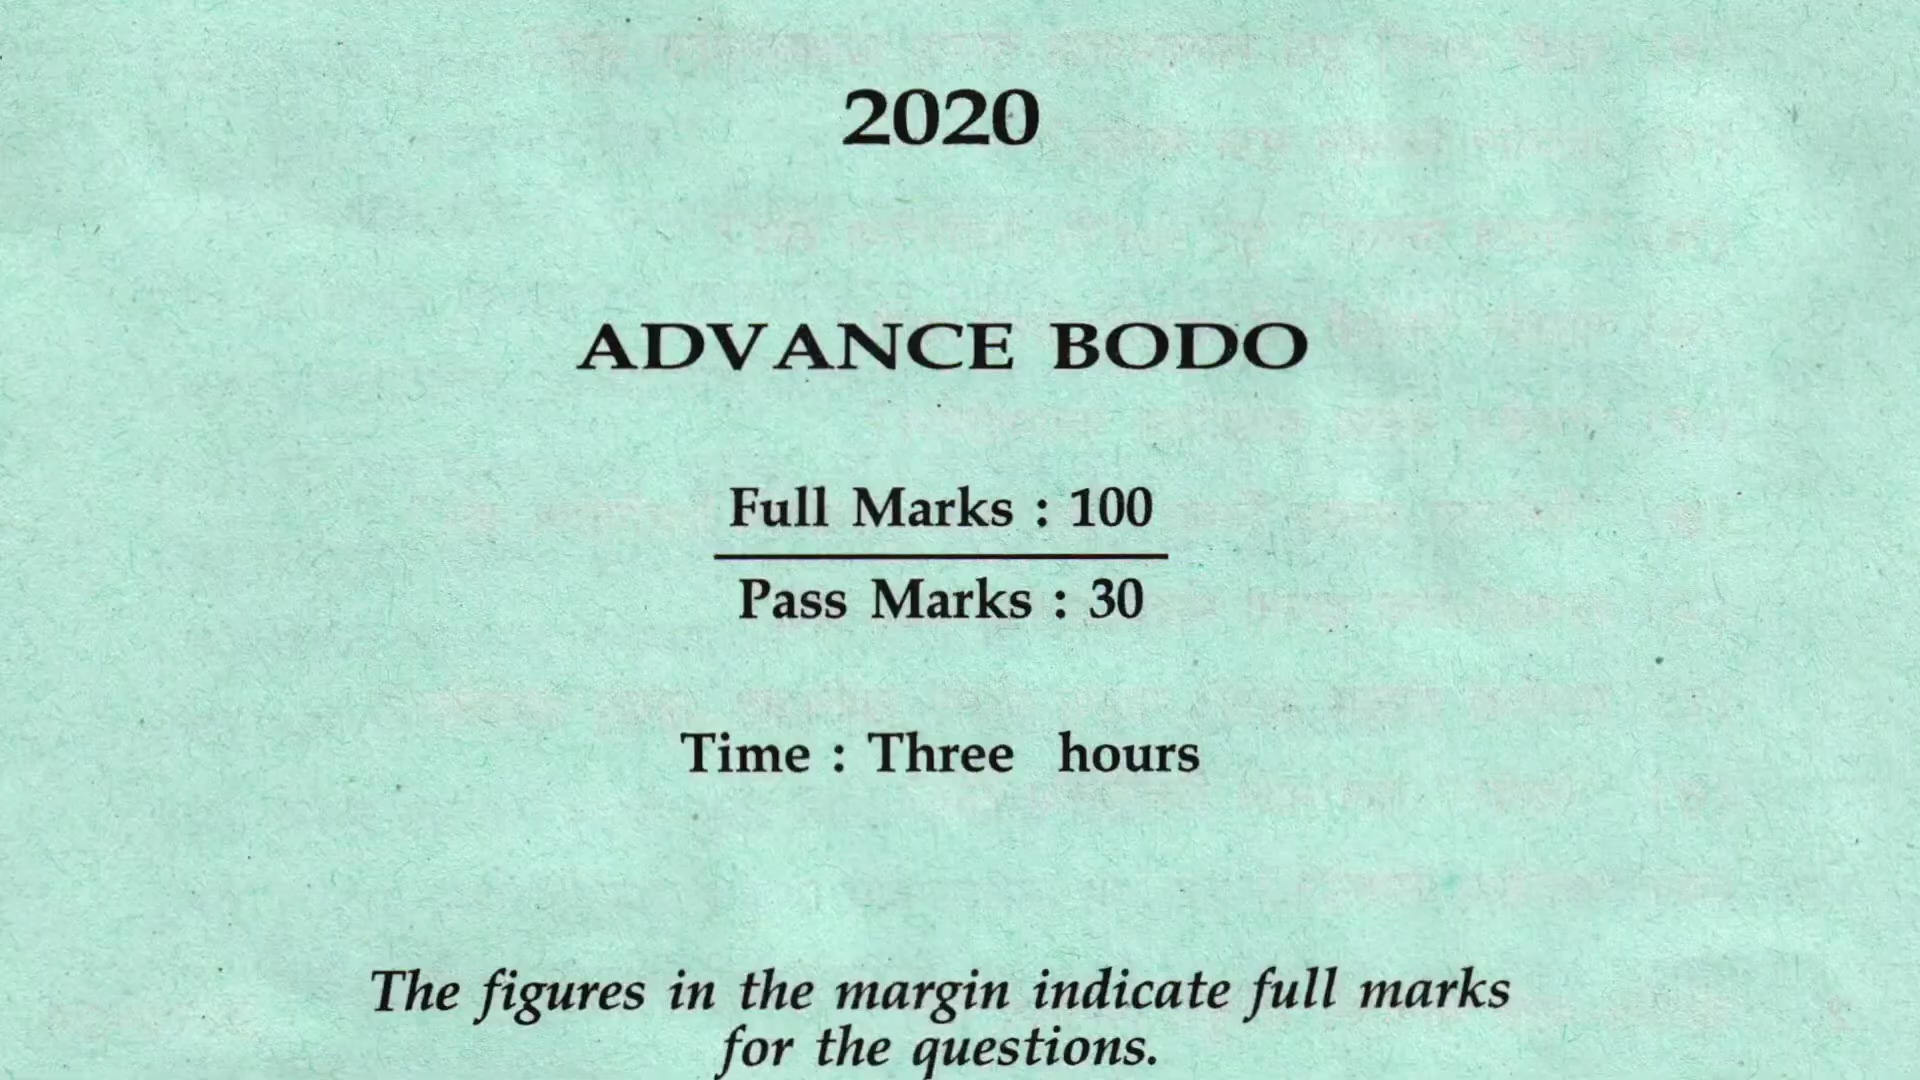 2020
ADVANCE BODO
Full Marks : 100
Pass Marks : 30
Time : Three hours
The figures in the margin indicate full marks
for the questions.